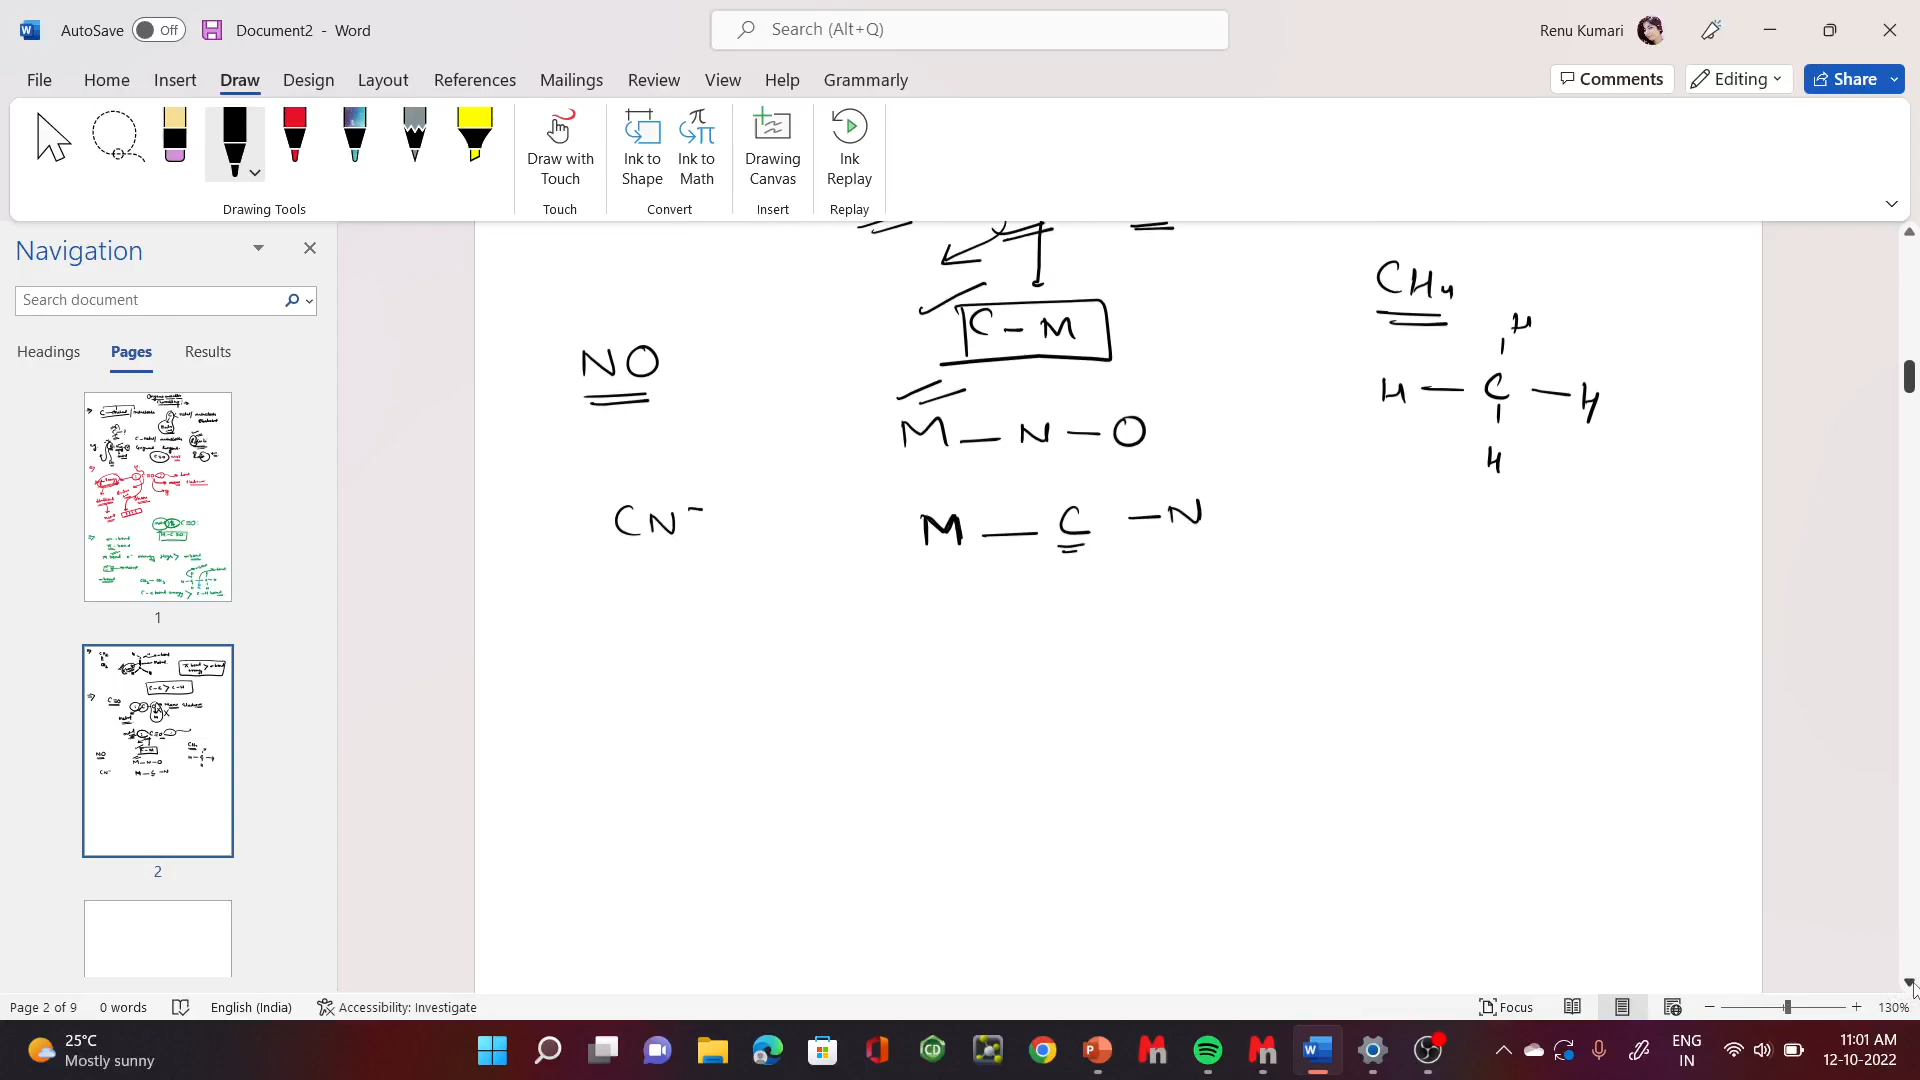 AutoSave Off Document2 - Word Search (Alt+Q) Renu Kumari
File Home Insert Draw Design Layout References Mailings Review View Help Grammarly Comments Editing Share
Draw with Touch
Ink to Shape
Ink to Math
Drawing Canvas
Ink Replay
Drawing Tools Touch Convert Insert Replay
Navigation
Search document
Headings Pages Results
1
2
CH4
C – M
H
NO
H — C — H
M — N — O
H
CN⁻ M — C — N
Page 2 of 9 0 words English (India) Accessibility: Investigate Focus 130%
25°C
Mostly sunny
ENG
IN
11:01 AM
12-10-2022